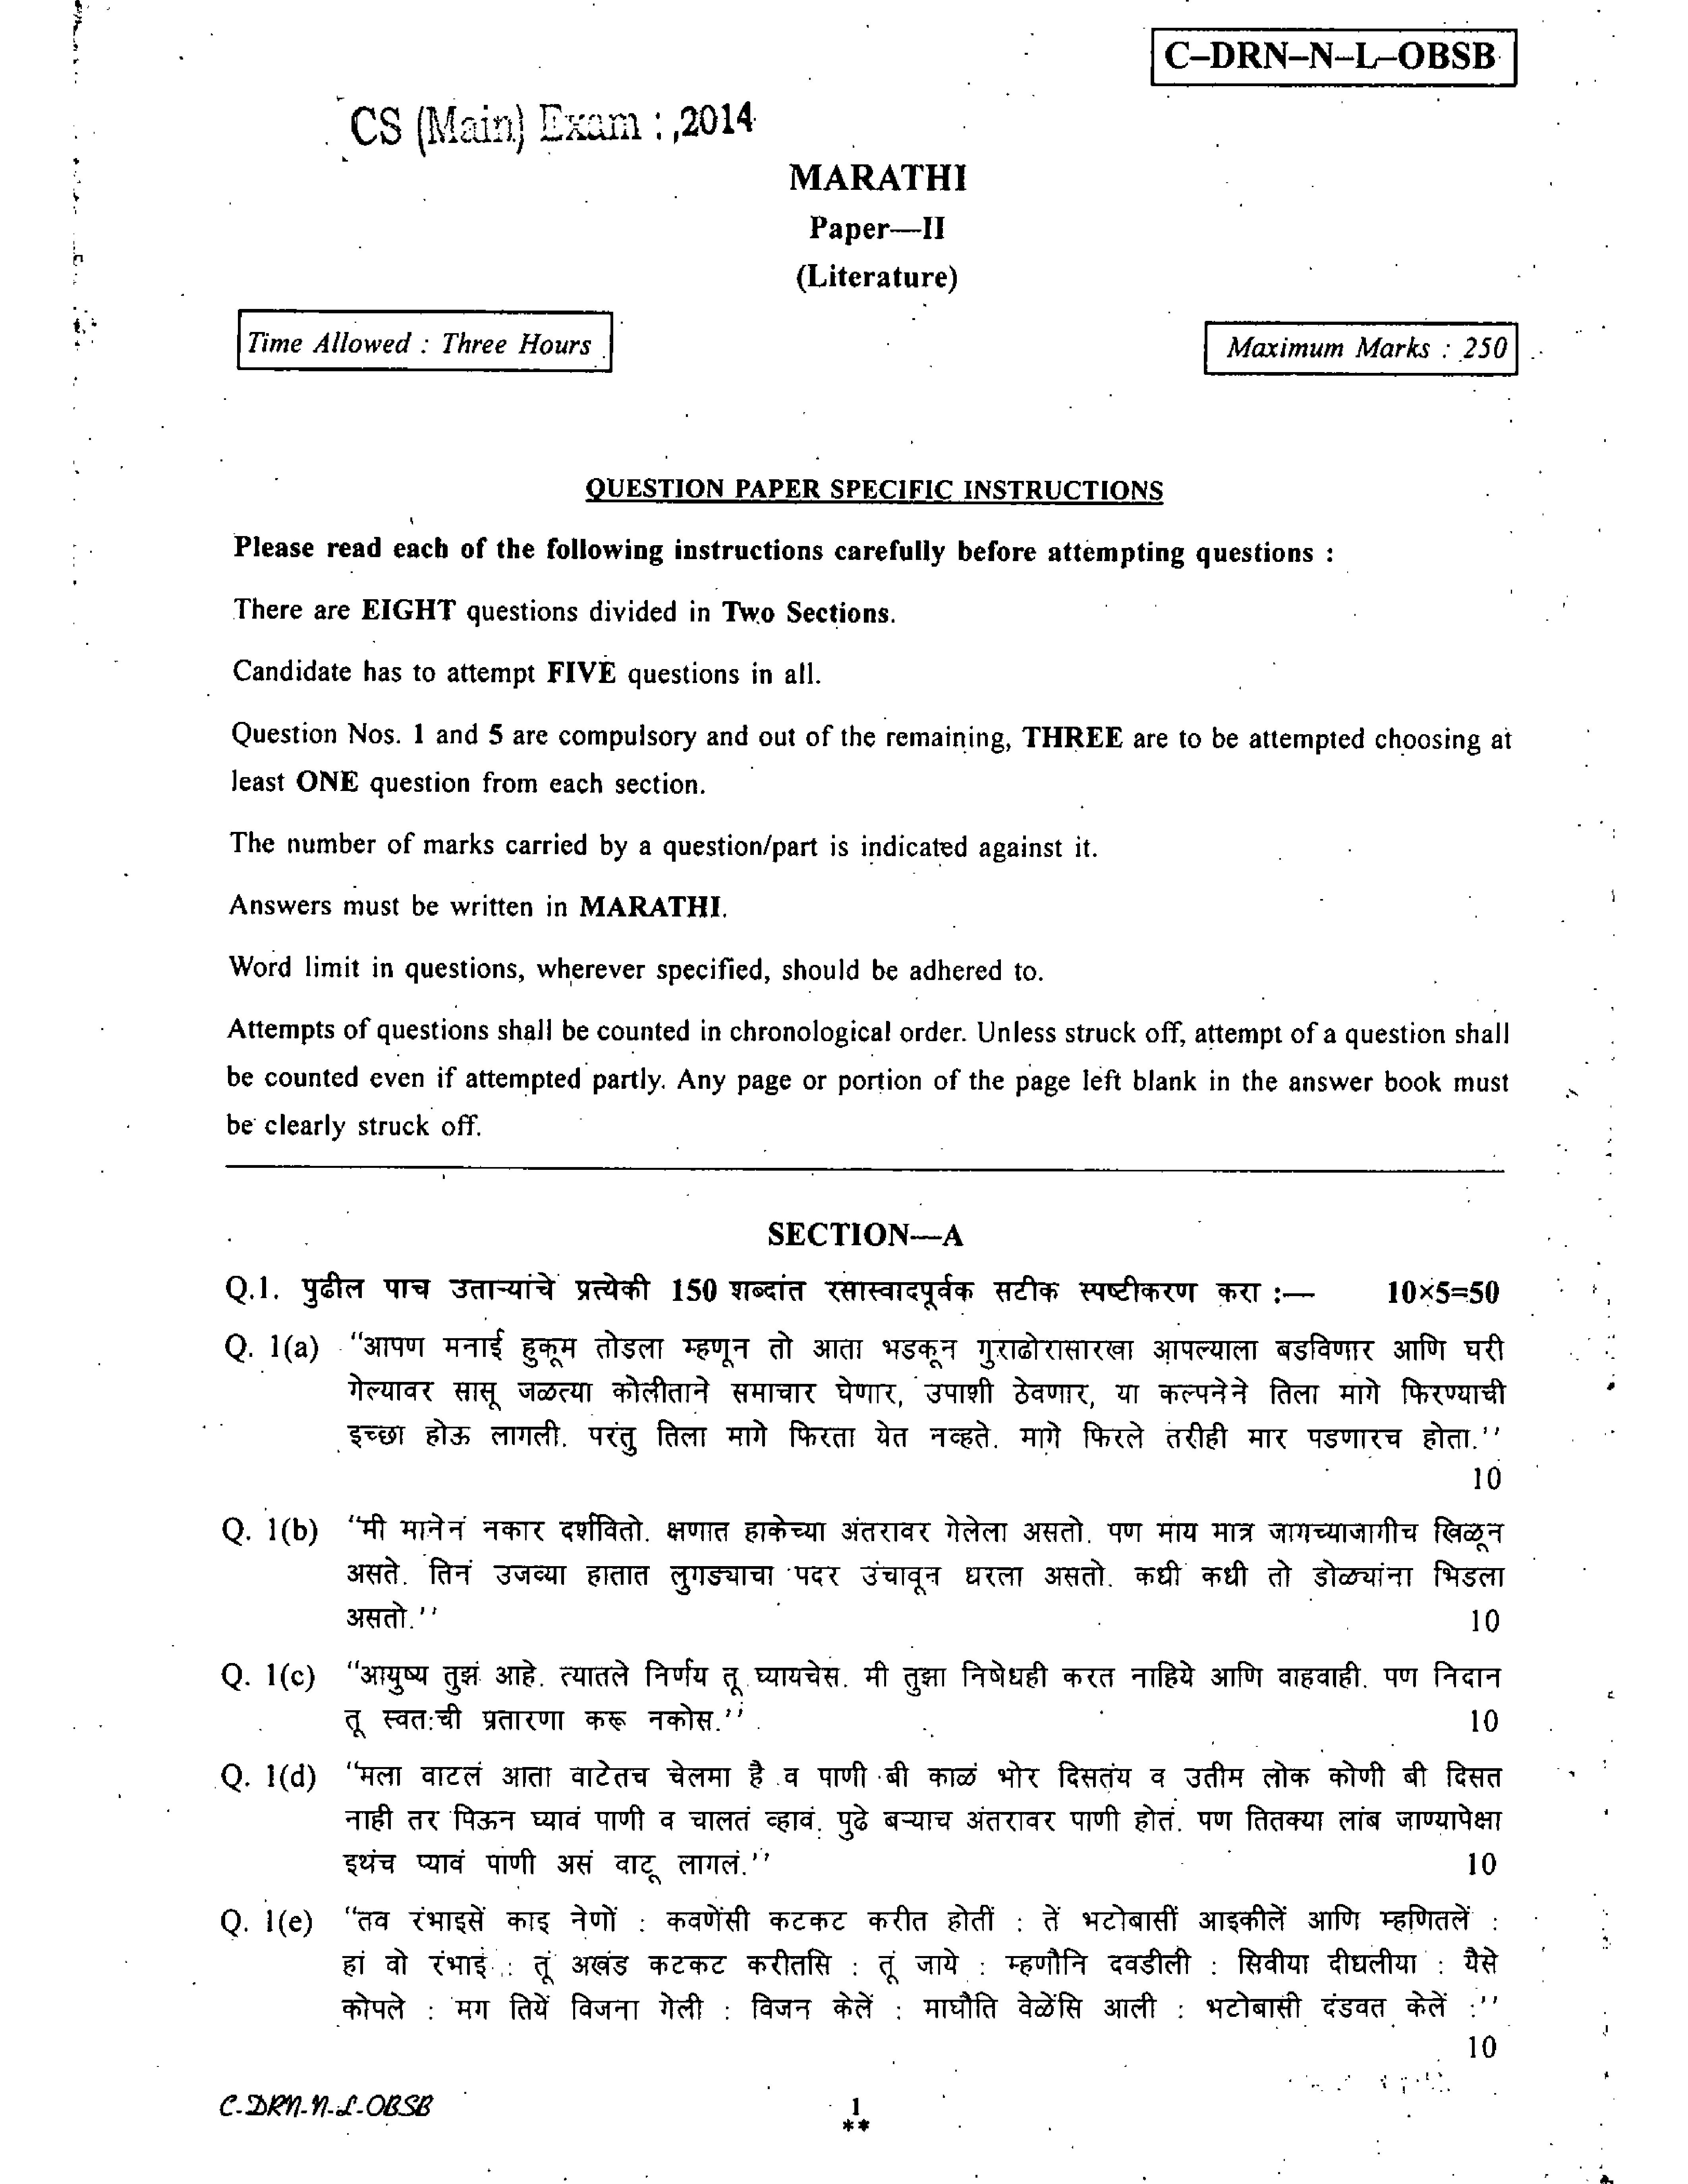 C–DRN–N–L–OBSB
CS (Main) Exam : ,2014
MARATHI
Paper—II
(Literature)
Time Allowed : Three Hours
Maximum Marks : 250
QUESTION PAPER SPECIFIC INSTRUCTIONS
Please read each of the following instructions carefully before attempting questions :
There are EIGHT questions divided in Two Sections.
Candidate has to attempt FIVE questions in all.
Question Nos. 1 and 5 are compulsory and out of the remaining, THREE are to be attempted choosing at
least ONE question from each section.
The number of marks carried by a question/part is indicated against it.
Answers must be written in MARATHI.
Word limit in questions, wherever specified, should be adhered to.
Attempts of questions shall be counted in chronological order. Unless struck off, attempt of a question shall
be counted even if attempted partly. Any page or portion of the page left blank in the answer book must
be clearly struck off.
SECTION—A
Q.1. पुढील पाच उताऱ्यांचे प्रत्येकी 150 शब्दांत रसास्वादपूर्वक सटीक स्पष्टीकरण करा :— 10×5=50
Q. 1(a) “आपण मनाई हुकूम तोडला म्हणून तो आता भडकून गुराढोरासारखा आपल्याला बडविणार आणि घरी
गेल्यावर सासू जळत्या कोलीताने समाचार घेणार, उपाशी ठेवणार, या कल्पनेने तिला मागे फिरण्याची
इच्छा होऊ लागली. परंतु तिला मागे फिरता येत नव्हते. मागे फिरले तरीही मार पडणारच होता.’’
10
Q. 1(b) “मी मानेनं नकार दर्शवितो. क्षणात हाकेच्या अंतरावर गेलेला असतो. पण माय मात्र जागच्याजागीच खिळून
असते. तिनं उजव्या हातात लुगड्याचा पदर उंचावून धरला असतो. कधी कधी तो डोळ्यांना भिडला
असतो.’’ 10
Q. 1(c) “आयुष्य तुझं आहे. त्यातले निर्णय तू घ्यायचेस. मी तुझा निषेधही करत नाहिये आणि वाहवाही. पण निदान
तू स्वत:ची प्रतारणा करू नकोस.’’ 10
Q. 1(d) “मला वाटलं आता वाटेतच चेलमा है व पाणी बी काळं भोर दिसतंय व उतीम लोक कोणी बी दिसत
नाही तर पिऊन घ्यावं पाणी व चालतं व्हावं. पुढे बऱ्याच अंतरावर पाणी होतं. पण तितक्या लांब जाण्यापेक्षा
इथंच प्यावं पाणी असं वाटू लागलं.’’ 10
Q. 1(e) “तव रंभाइसें काइ नेणों : कवणेंसी कटकट करीत होतीं : तें भटोबासीं आइकीलें आणि म्हणितलें :
हां वो रंभाइ : तूं अखंड कटकट करीतसि : तूं जाये : म्हणौनि दवडीली : सिवीया दीधलीया : यैसे
कोपले : मग तियें विजना गेली : विजन केलें : माघौति वेळेंसि आली : भटोबासी दंडवत केलें :’’
10
C-DRN-N-L-OBSB
1
**